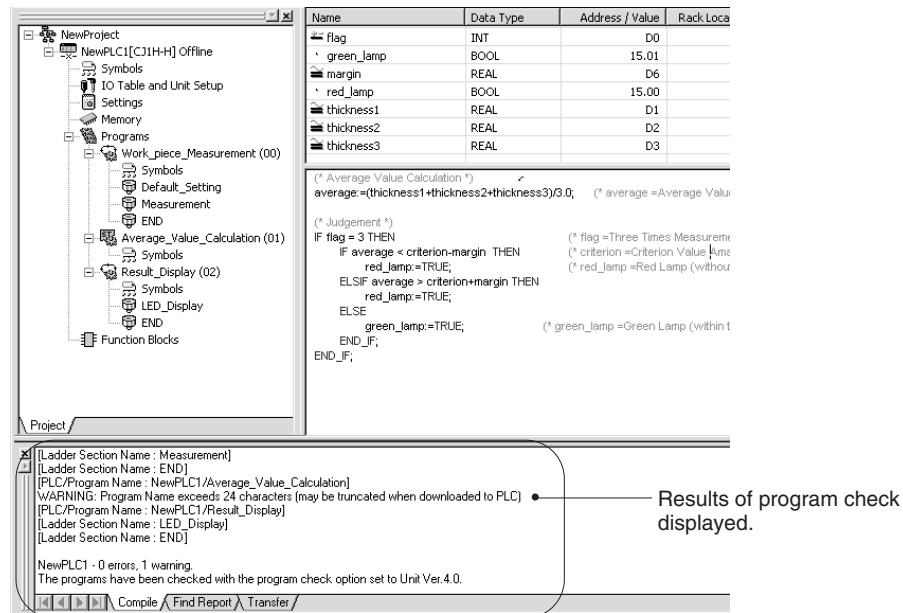 NewProject
NewPLC1[CJ1H-H] Offline
Symbols
IO Table and Unit Setup
Settings
Memory
Programs
Work_piece_Measurement (00)
Symbols
Default_Setting
Measurement
END
Average_Value_Calculation (01)
Symbols
Result_Display (02)
Symbols
LED_Display
END
Function Blocks
Project
Name Data Type Address / Value Rack Loca
flag INT D0
green_lamp BOOL 15.01
margin REAL D6
red_lamp BOOL 15.00
thickness1 REAL D1
thickness2 REAL D2
thickness3 REAL D3
(* Average Value Calculation *)
average:=(thickness1+thickness2+thickness3)/3.0; (* average =Average Valu
(* Judgement *)
IF flag = 3 THEN (* flag =Three Times Measureme
IF average < criterion-margin THEN (* criterion =Criterion Value Ama
red_lamp:=TRUE; (* red_lamp =Red Lamp (withou
ELSIF average > criterion+margin THEN
red_lamp:=TRUE;
ELSE
green_lamp:=TRUE; (* green_lamp =Green Lamp (within t
END_IF;
END_IF;
[Ladder Section Name : Measurement]
[Ladder Section Name : END]
[PLC/Program Name : NewPLC1/Average_Value_Calculation]
WARNING: Program Name exceeds 24 characters (may be truncated when downloaded to PLC)
[PLC/Program Name : NewPLC1/Result_Display]
[Ladder Section Name : LED_Display]
[Ladder Section Name : END]
NewPLC1 - 0 errors, 1 warning.
The programs have been checked with the program check option set to Unit Ver.4.0.
Compile Find Report Transfer
Results of program check
displayed.